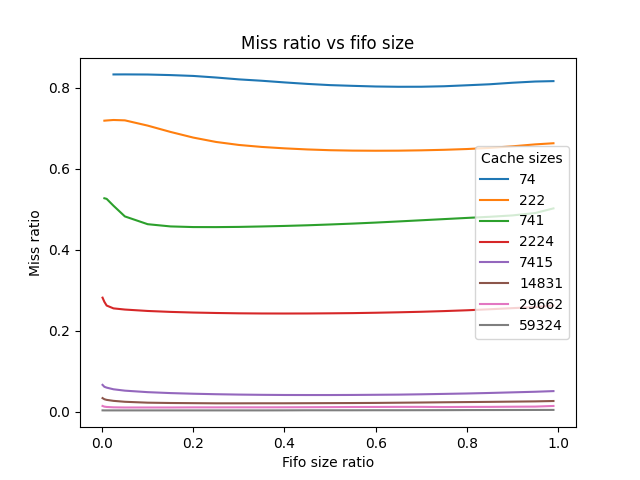 Miss ratio vs fifo size
Miss ratio
0.8
0.6
0.4
0.2
0.0
Cache sizes
74
222
741
2224
7415
14831
29662
59324
0.0 0.2 0.4 0.6 0.8 1.0
Fifo size ratio